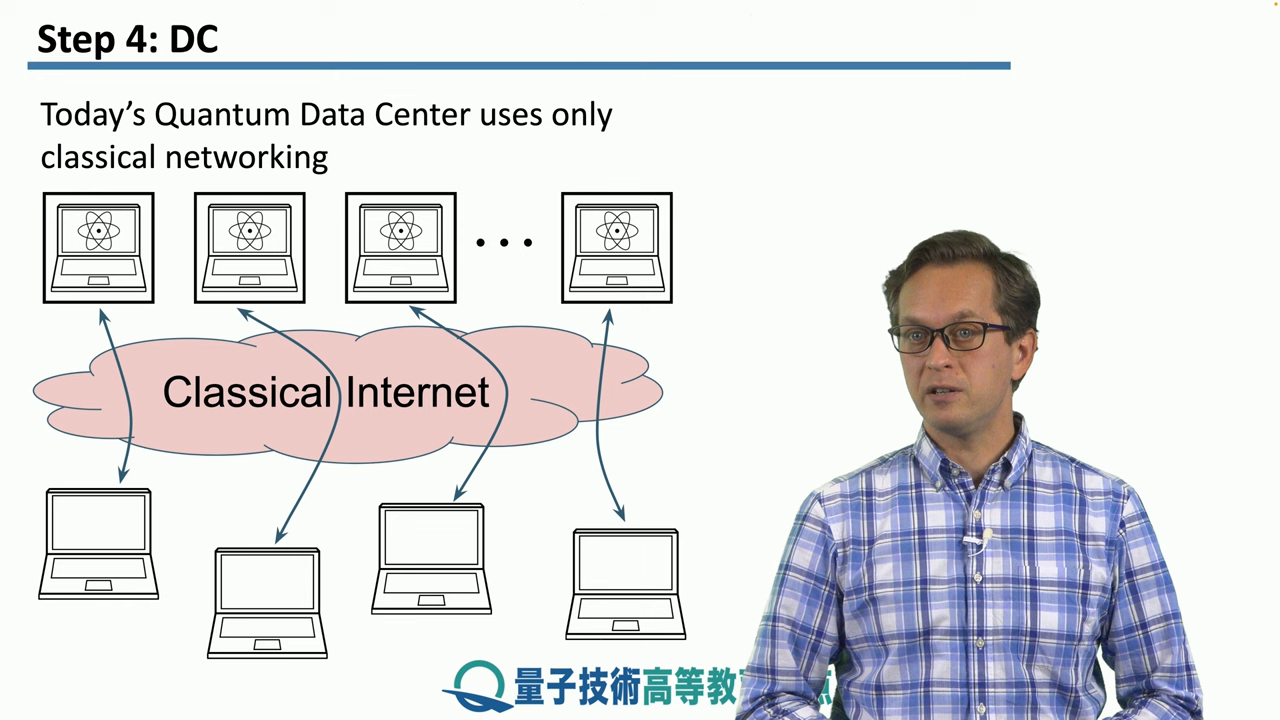 Step 4: DC
Today's Quantum Data Center uses only
classical networking
Classical Internet
量子技術高等教
点